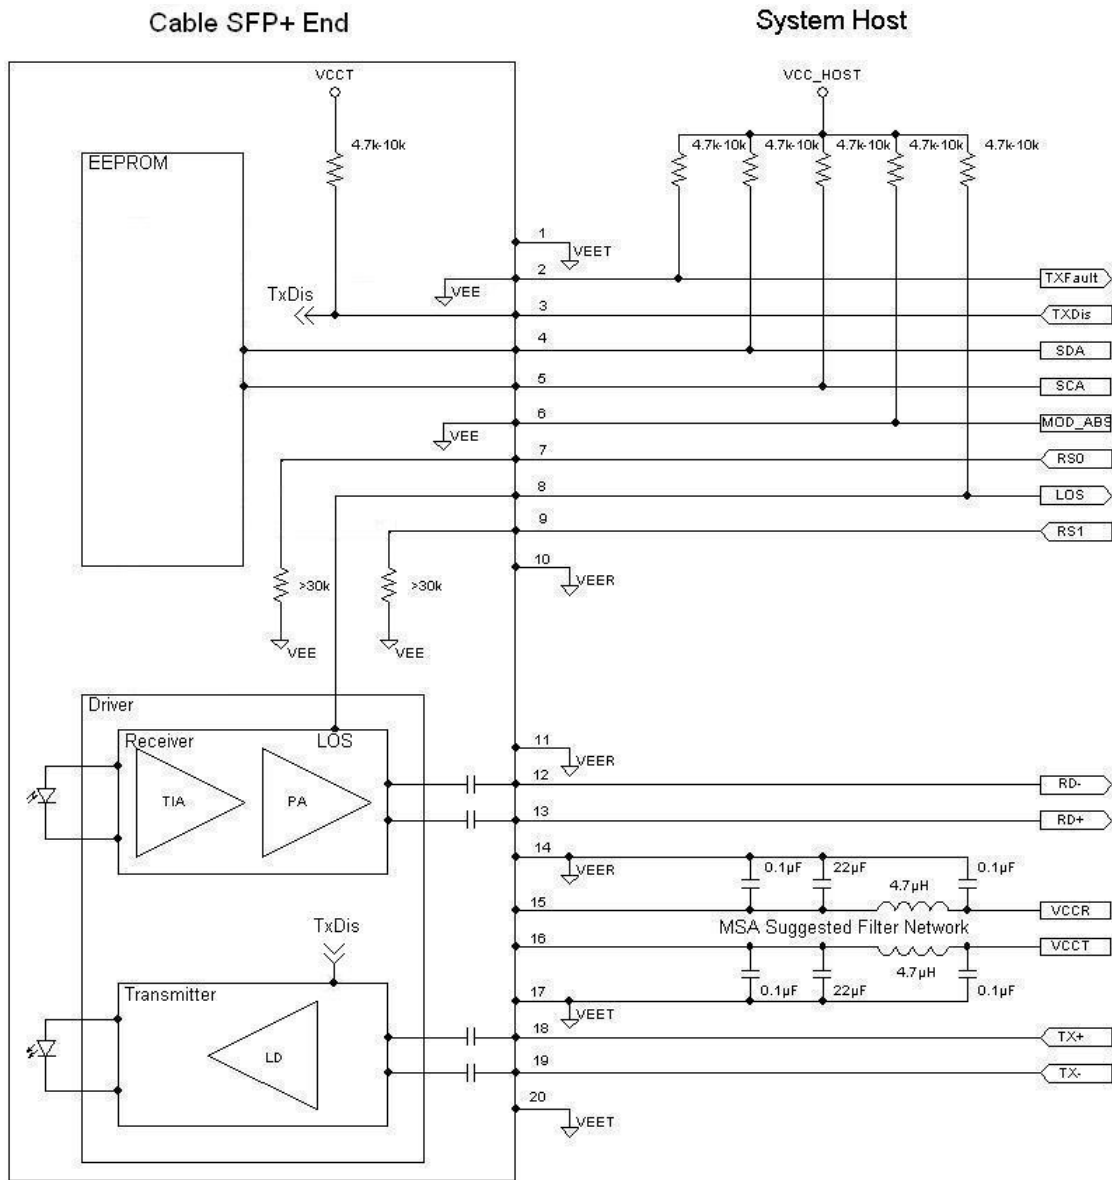 Cable SFP+ End
System Host
VCCT
VCC_HOST
4.7k-10k
4.7k-10k
4.7k-10k
4.7k-10k
4.7k-10k
4.7k-10k
EEPROM
1
VEET
2
VEE
TXFault
TxDis
3
TXDis
4
SDA
5
SCA
6
VEE
MOD_ABS
7
RS0
8
LOS
9
RS1
10
VEER
>30k
>30k
VEE
VEE
Driver
Receiver
LOS
11
VEER
12
RD-
TIA
PA
13
RD+
14
VEER
0.1µF
22µF
4.7µH
0.1µF
15
VCCR
MSA Suggested Filter Network
TxDis
16
VCCT
4.7µH
Transmitter
17
VEET
0.1µF
22µF
0.1µF
18
TX+
LD
19
TX-
20
VEET